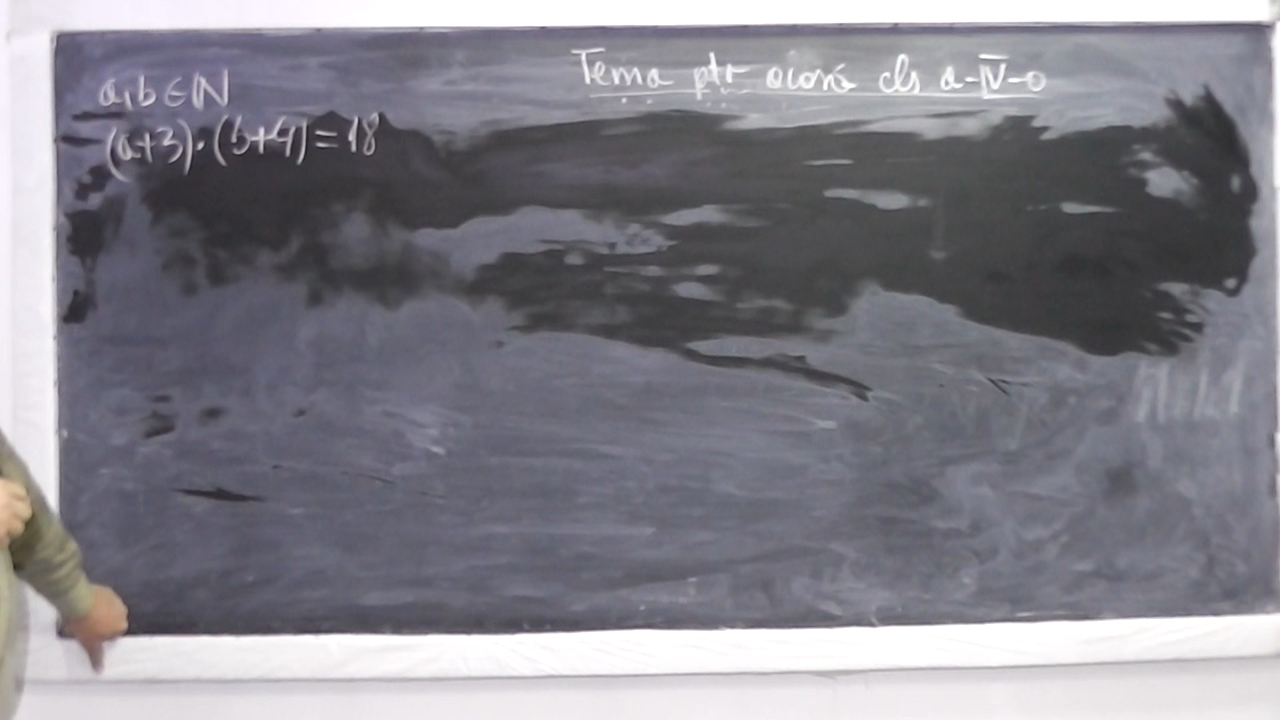 Tema ptr acasă cls a-IV-a
a, b ∈ ℕ
(a+3)·(b+4)=18